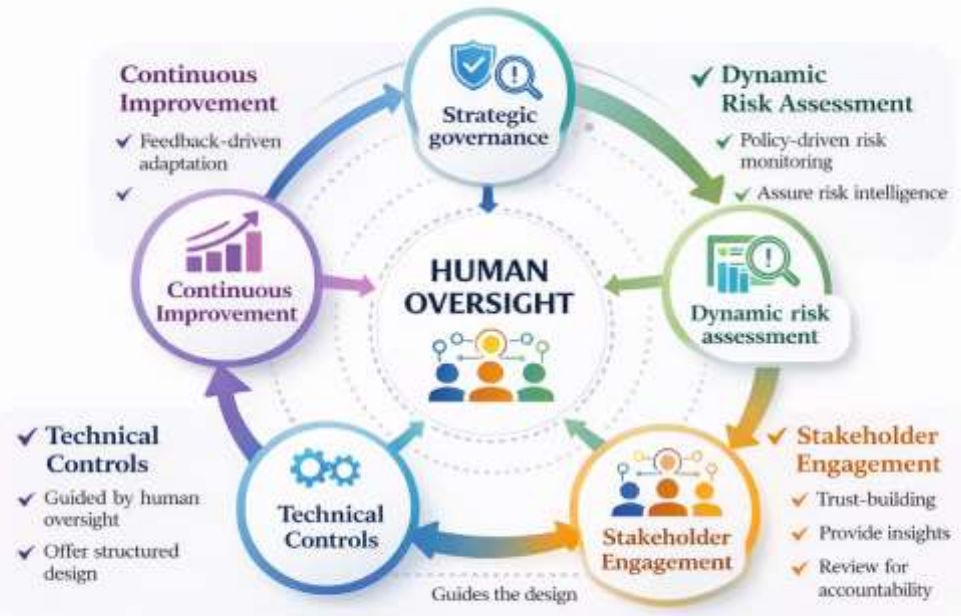 Continuous
Improvement
Feedback-driven
adaptation
Strategic
governance
Dynamic
Risk Assessment
Policy-driven risk
monitoring
Assure risk intelligence
Continuous
Improvement
HUMAN
OVERSIGHT
Dynamic risk
assessment
Technical
Controls
Guided by human
oversight
Offer structured
design
Technical
Controls
Guides the design
Stakeholder
Engagement
Stakeholder
Engagement
Trust-building
Provide insights
Review for
accountability